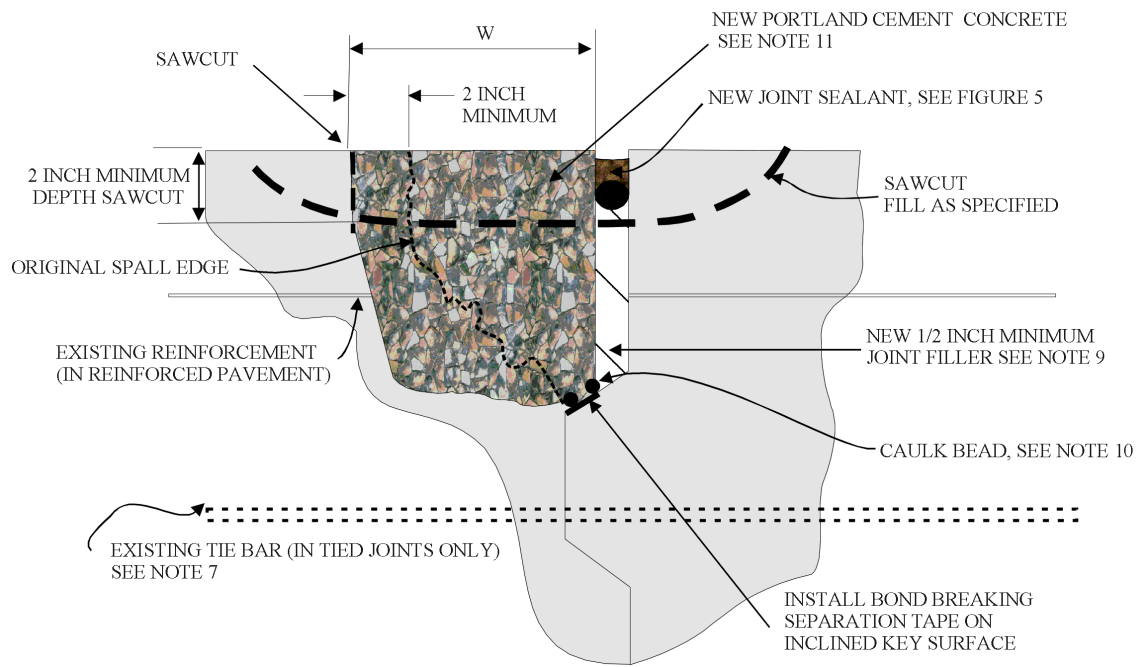 W
NEW PORTLAND CEMENT CONCRETE
SEE NOTE 11
SAWCUT
2 INCH
MINIMUM
NEW JOINT SEALANT, SEE FIGURE 5
2 INCH MINIMUM
DEPTH SAWCUT
SAWCUT
FILL AS SPECIFIED
ORIGINAL SPALL EDGE
EXISTING REINFORCEMENT
(IN REINFORCED PAVEMENT)
NEW 1/2 INCH MINIMUM
JOINT FILLER SEE NOTE 9
CAULK BEAD, SEE NOTE 10
EXISTING TIE BAR (IN TIED JOINTS ONLY)
SEE NOTE 7
INSTALL BOND BREAKING
SEPARATION TAPE ON
INCLINED KEY SURFACE